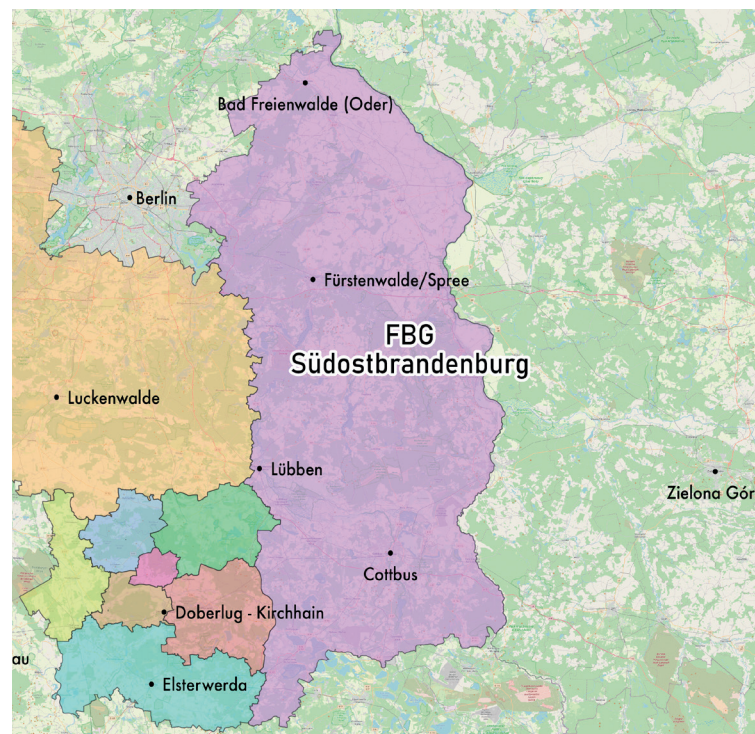 Bad Freienwalde (Oder)
Berlin
Fürstenwalde/Spree
FBG
Südostbrandenburg
Luckenwalde
Lübben
Zielona Gór
Cottbus
Doberlug - Kirchhain
au
Elsterwerda